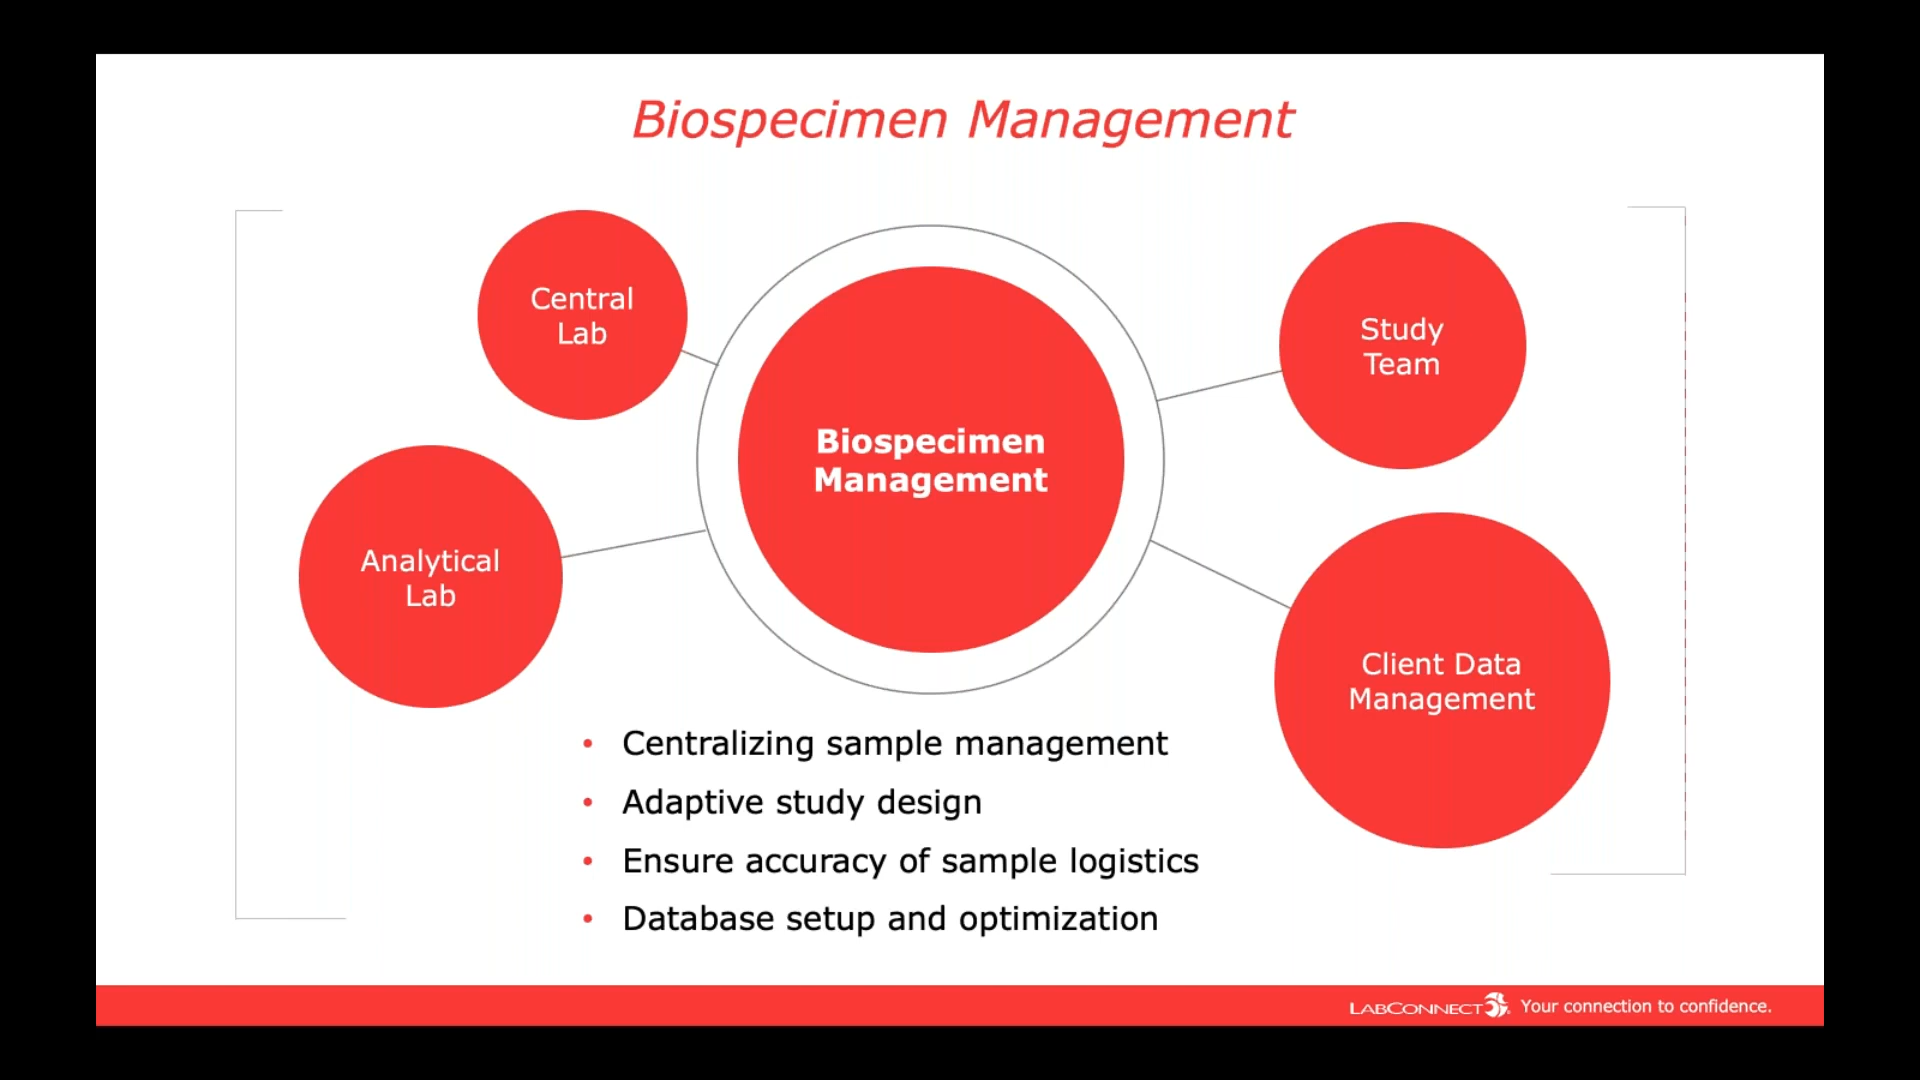 Biospecimen Management
Central
Lab
Study
Team
Biospecimen
Management
Analytical
Lab
Client Data
Management
• Centralizing sample management
• Adaptive study design
• Ensure accuracy of sample logistics
• Database setup and optimization
LABCONNECT Your connection to confidence.